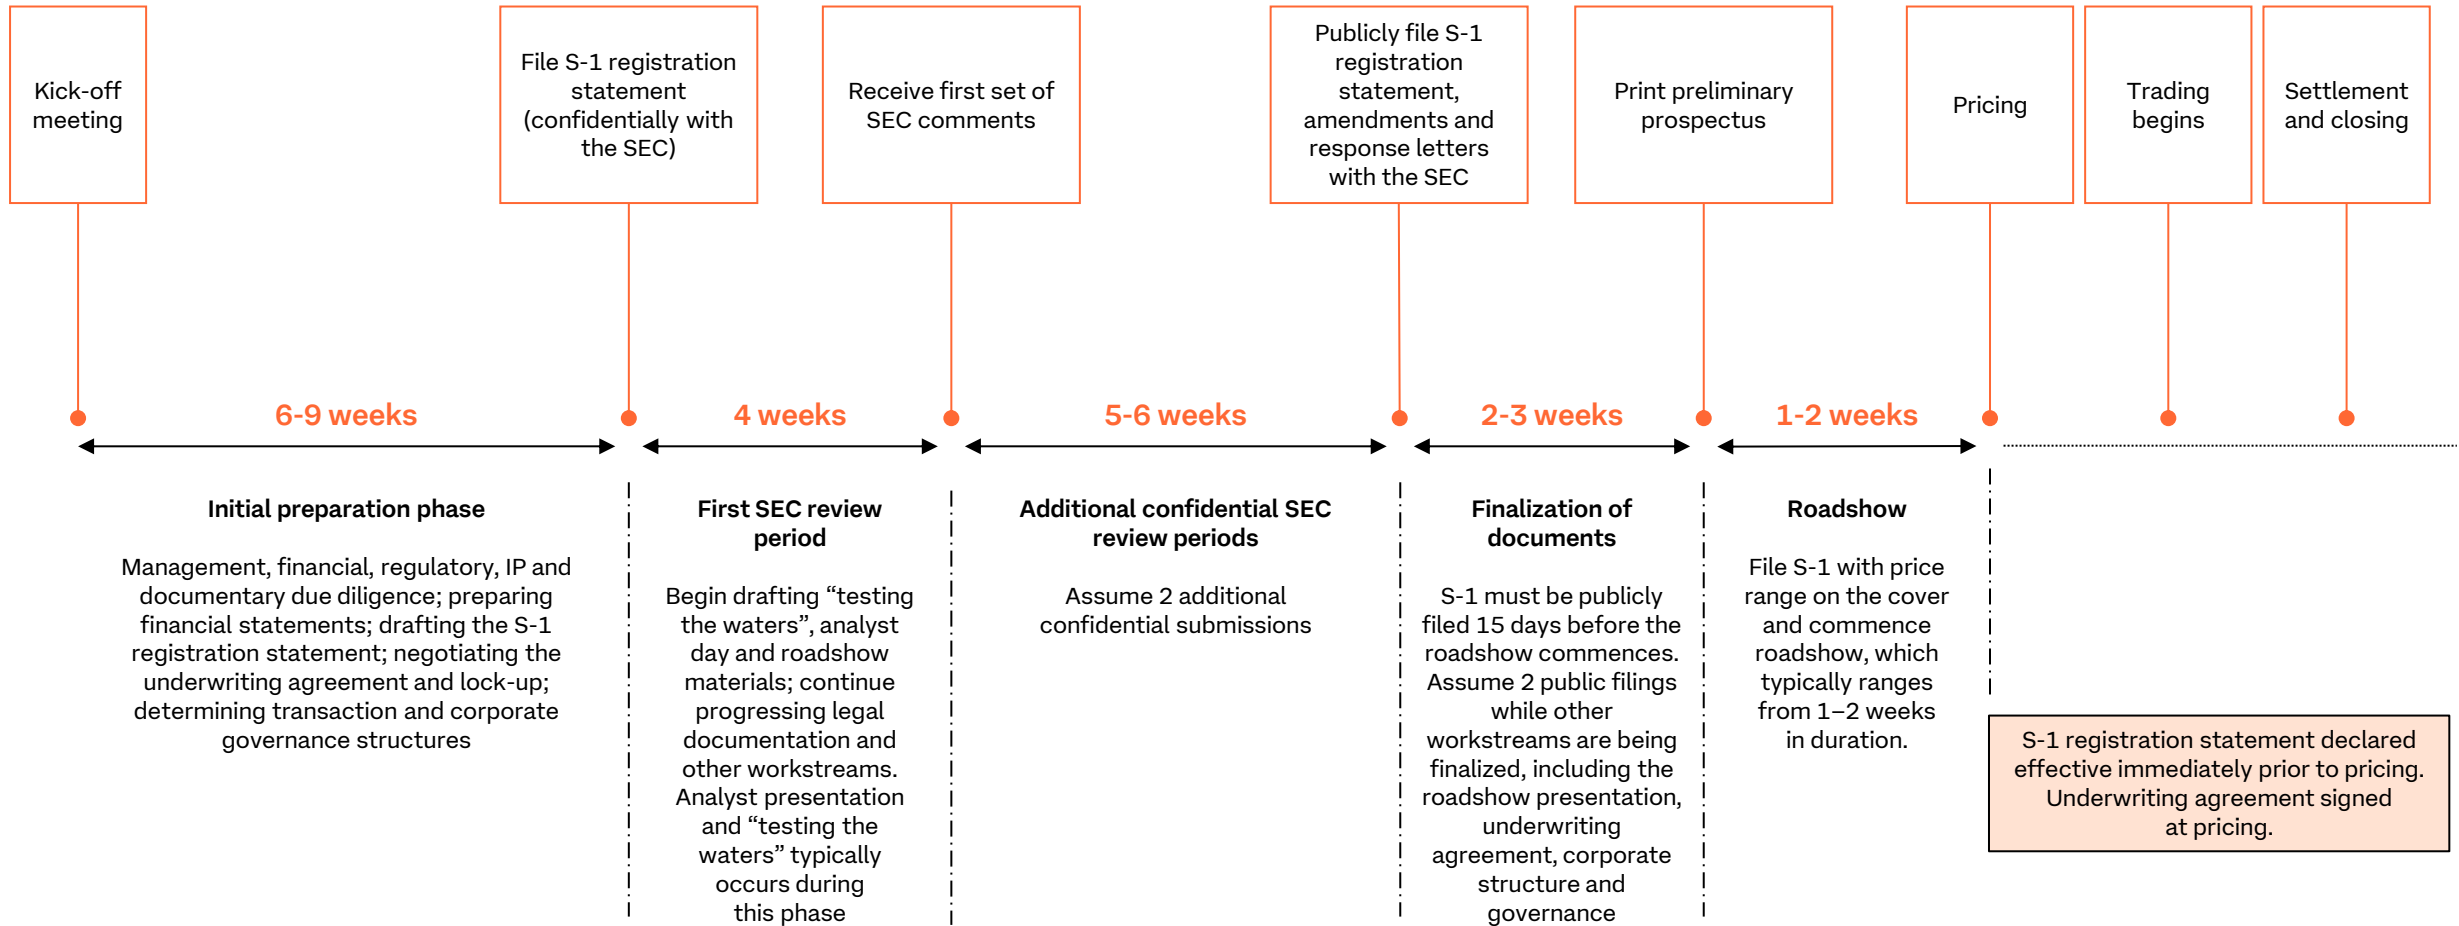 Kick-off
meeting
File S-1 registration
statement
(confidentially with
the SEC)
Receive first set of
SEC comments
Publicly file S-1
registration
statement,
amendments and
response letters
with the SEC
Print preliminary
prospectus
Pricing
Trading
begins
Settlement
and closing
6-9 weeks
4 weeks
5-6 weeks
2-3 weeks
1-2 weeks
Initial preparation phase
Management, financial, regulatory, IP and
documentary due diligence; preparing
financial statements; drafting the S-1
registration statement; negotiating the
underwriting agreement and lock-up;
determining transaction and corporate
governance structures
First SEC review
period
Begin drafting “testing
the waters”, analyst
day and roadshow
materials; continue
progressing legal
documentation and
other workstreams.
Analyst presentation
and “testing the
waters” typically
occurs during
this phase
Additional confidential SEC
review periods
Assume 2 additional
confidential submissions
Finalization of
documents
S-1 must be publicly
filed 15 days before the
roadshow commences.
Assume 2 public filings
while other
workstreams are being
finalized, including the
roadshow presentation,
underwriting
agreement, corporate
structure and
governance
Roadshow
File S-1 with price
range on the cover
and commence
roadshow, which
typically ranges
from 1–2 weeks
in duration.
S-1 registration statement declared
effective immediately prior to pricing.
Underwriting agreement signed
at pricing.